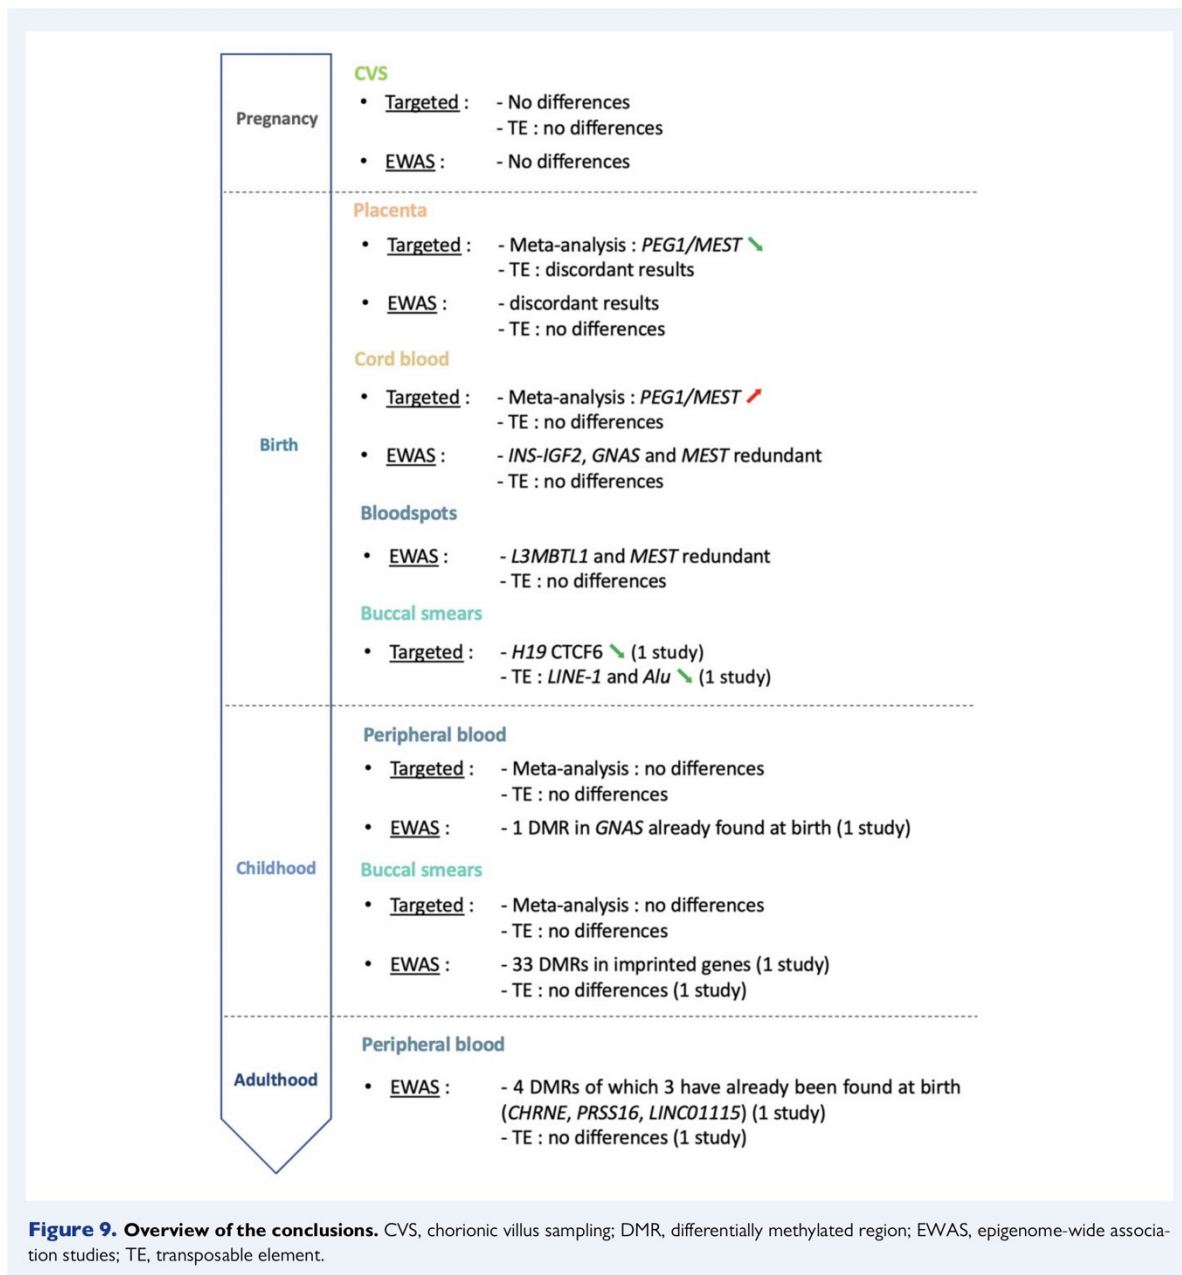 Pregnancy
CVS
• Targeted : - No differences
- TE : no differences
• EWAS : - No differences
Birth
Placenta
• Targeted : - Meta-analysis : PEG1/MEST
- TE : discordant results
• EWAS : - discordant results
- TE : no differences
Cord blood
• Targeted : - Meta-analysis : PEG1/MEST
- TE : no differences
• EWAS : - INS-IGF2, GNAS and MEST redundant
- TE : no differences
Bloodspots
• EWAS : - L3MBTL1 and MEST redundant
- TE : no differences
Buccal smears
• Targeted : - H19 CTCF6 (1 study)
- TE : LINE-1 and Alu (1 study)
Childhood
Peripheral blood
• Targeted : - Meta-analysis : no differences
- TE : no differences
• EWAS : - 1 DMR in GNAS already found at birth (1 study)
Buccal smears
• Targeted : - Meta-analysis : no differences
- TE : no differences
• EWAS : - 33 DMRs in imprinted genes (1 study)
- TE : no differences (1 study)
Adulthood
Peripheral blood
• EWAS : - 4 DMRs of which 3 have already been found at birth
(CHRNE, PRSS16, LINC01115) (1 study)
- TE : no differences (1 study)
Figure 9. Overview of the conclusions. CVS, chorionic villus sampling; DMR, differentially methylated region; EWAS, epigenome-wide associa-
tion studies; TE, transposable element.